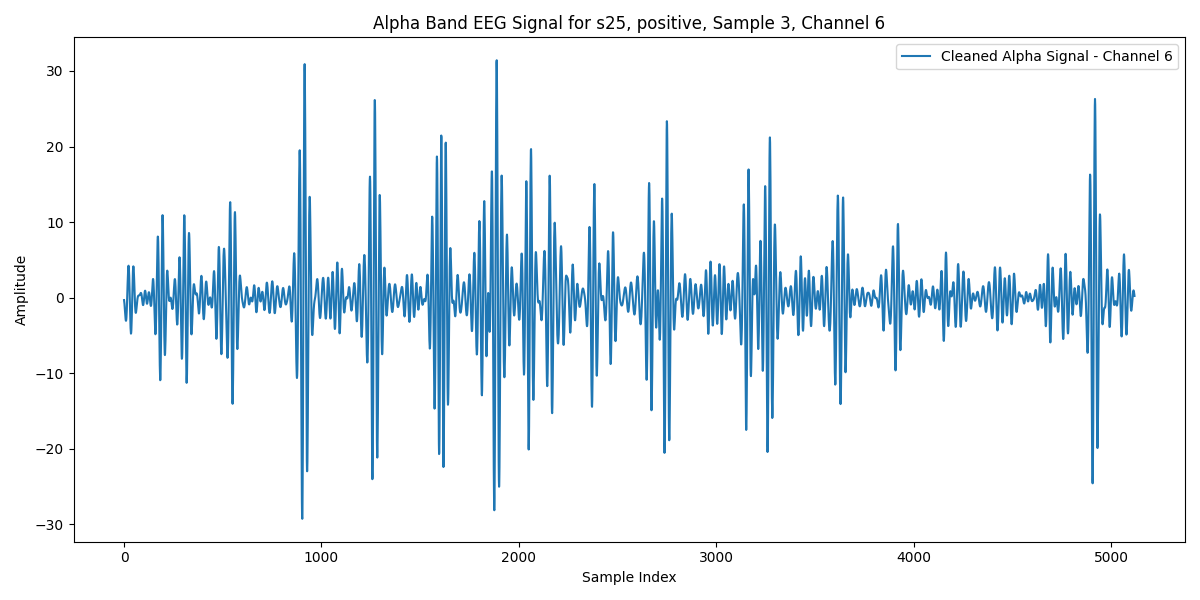 Alpha Band EEG Signal for s25, positive, Sample 3, Channel 6
Cleaned Alpha Signal - Channel 6
Amplitude
30
20
10
0
−10
−20
−30
0 1000 2000 3000 4000 5000
Sample Index